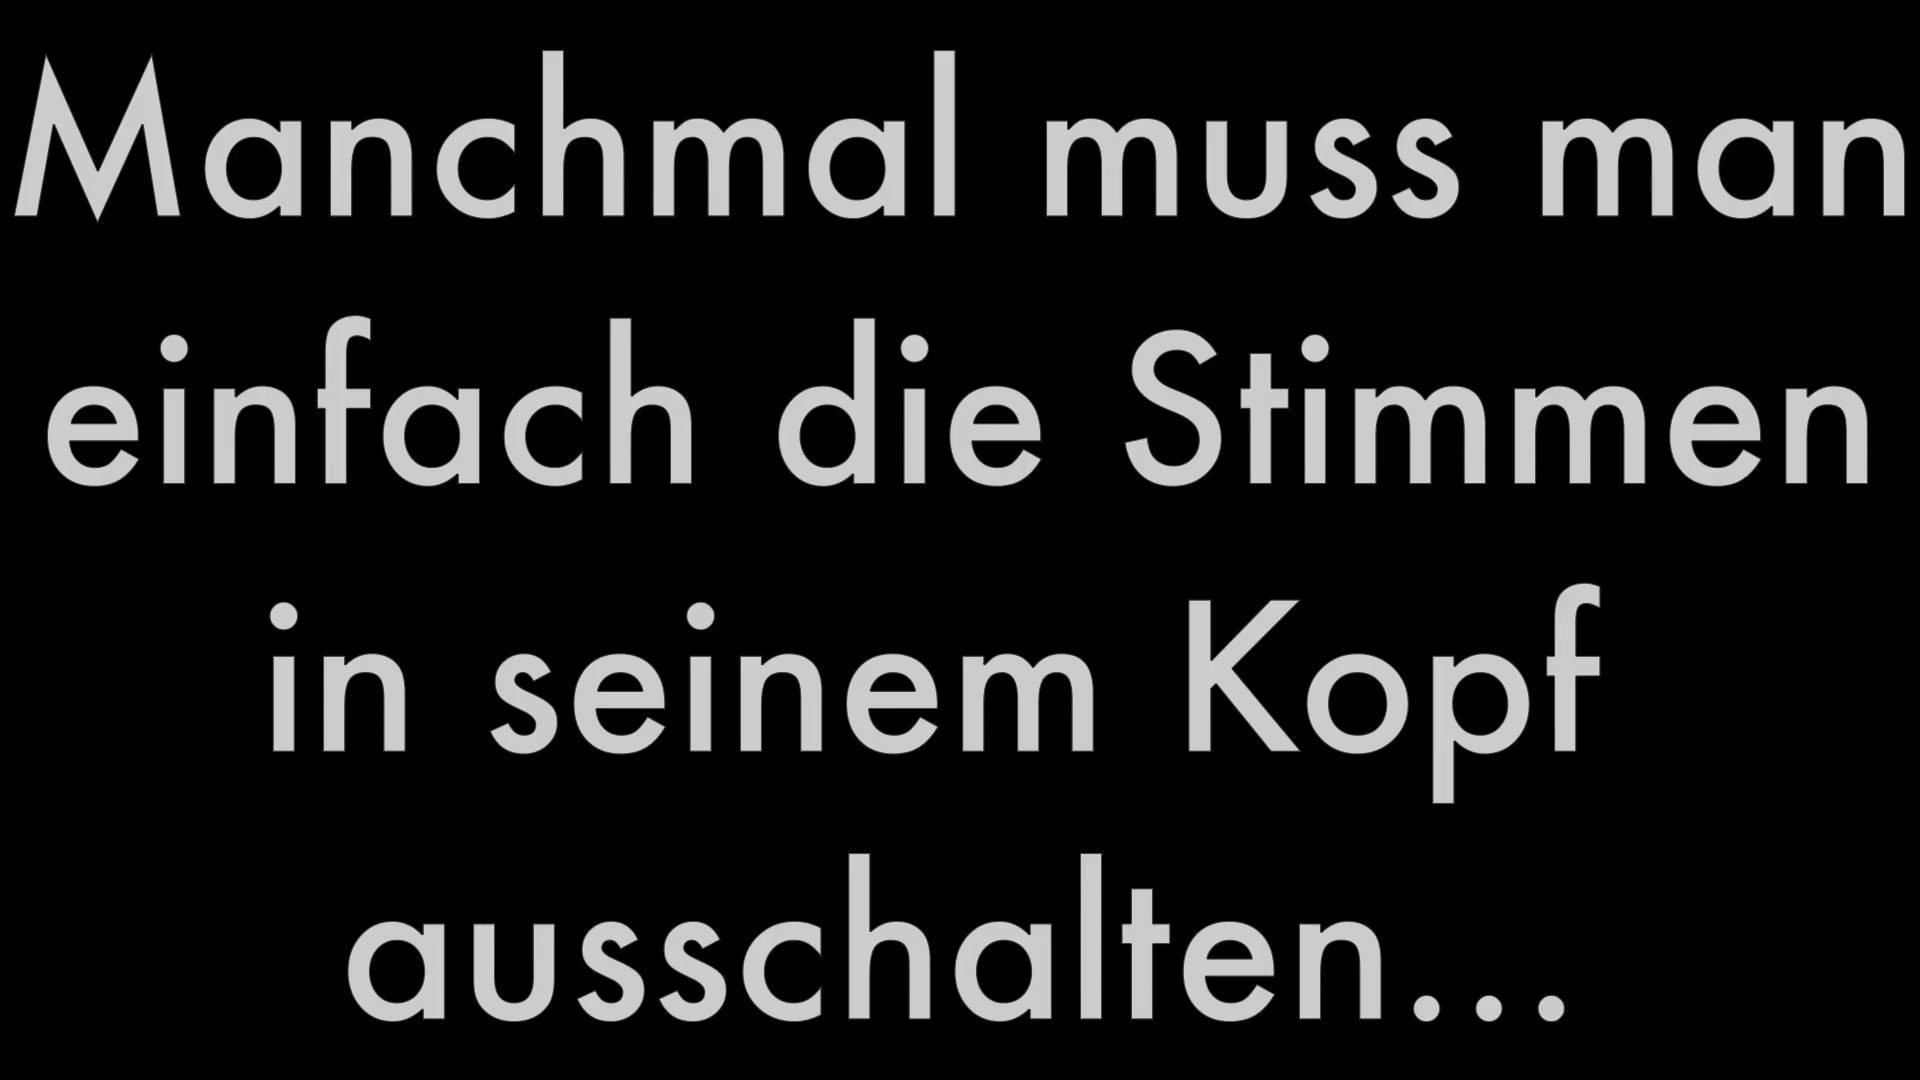 Manchmal muss man
einfach die Stimmen
in seinem Kopf
ausschalten...